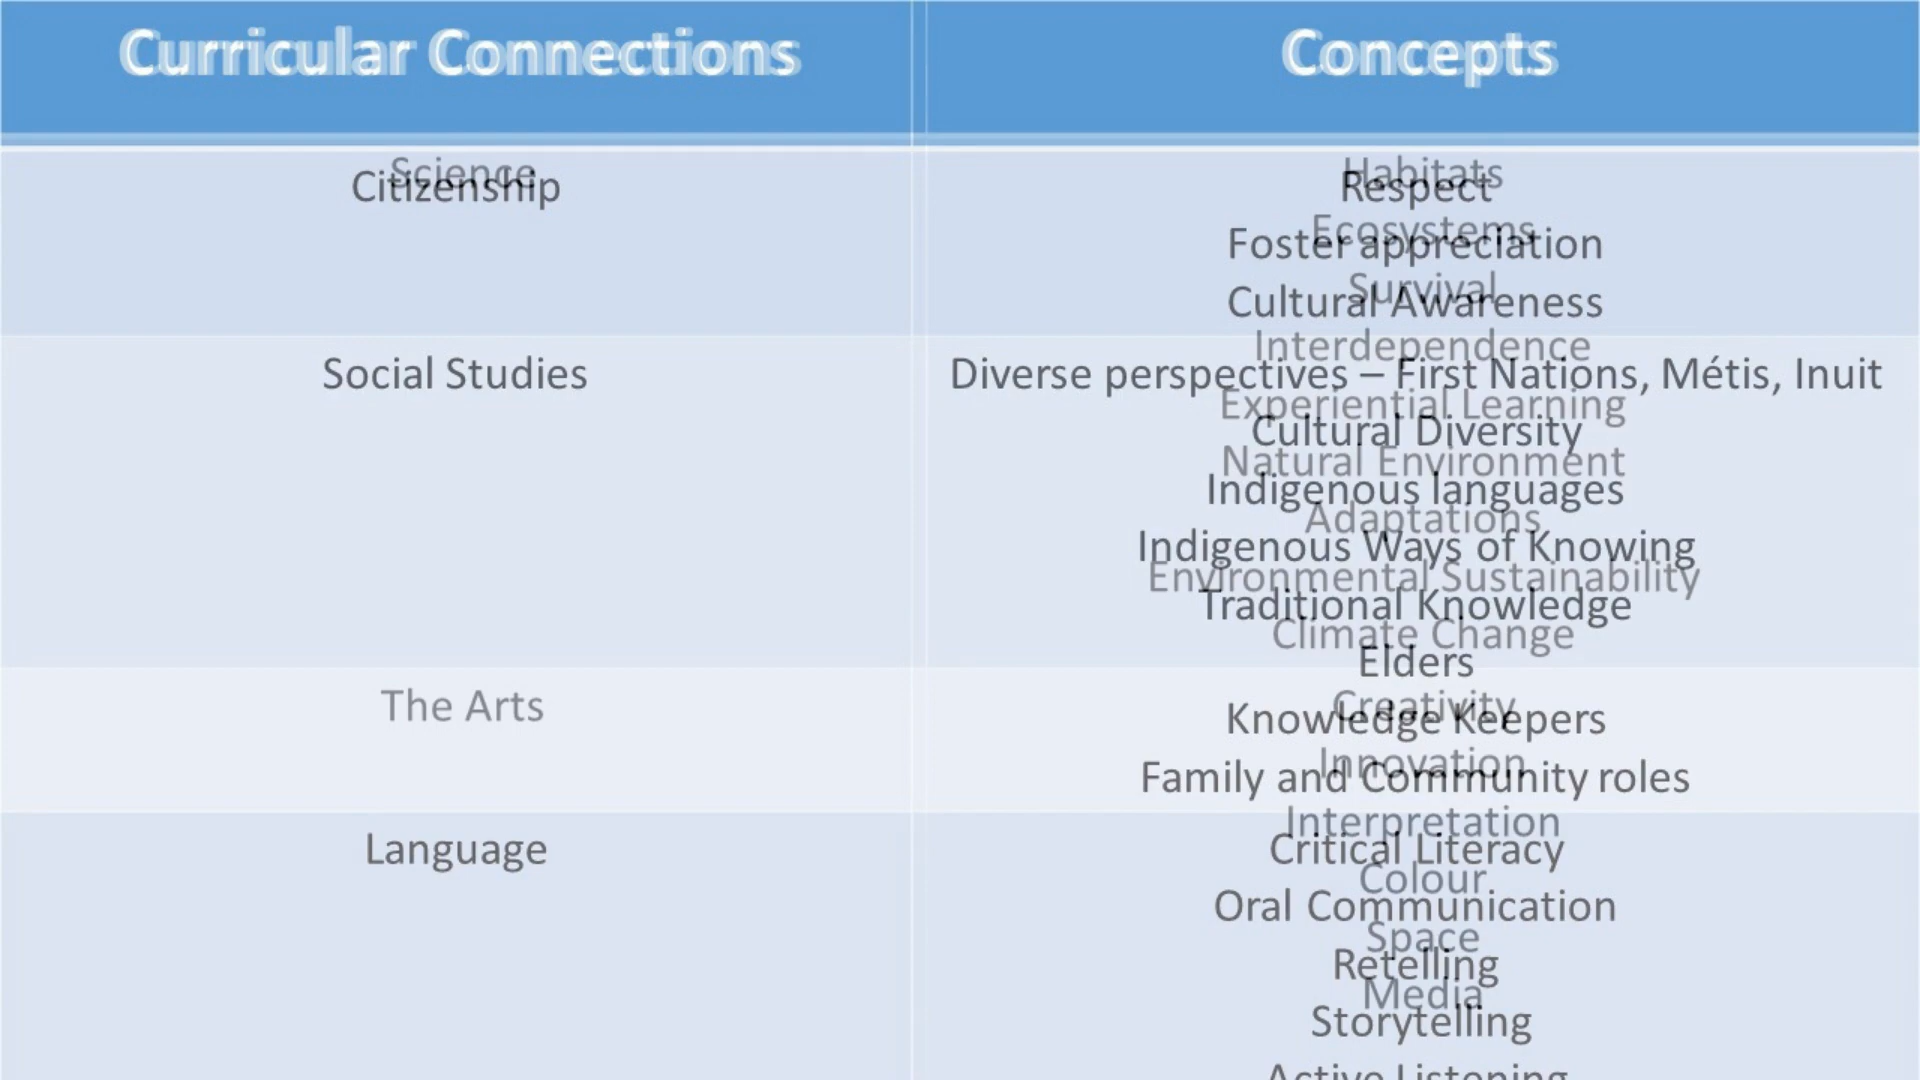 Curricular Connections
Concepts
Science
Citizenship
Habitats
Respect
Ecosystems
Foster appreciation
Survival
Cultural Awareness
Interdependence
Social Studies
Diverse perspectives – First Nations, Métis, Inuit
Experiential Learning
Cultural Diversity
Natural Environment
Indigenous languages
Adaptations
Indigenous Ways of Knowing
Environmental Sustainability
Traditional Knowledge
Climate Change
Elders
The Arts
Creativity
Knowledge Keepers
Innovation
Family and Community roles
Interpretation
Language
Critical Literacy
Colour
Oral Communication
Space
Retelling
Media
Storytelling
Active Listening